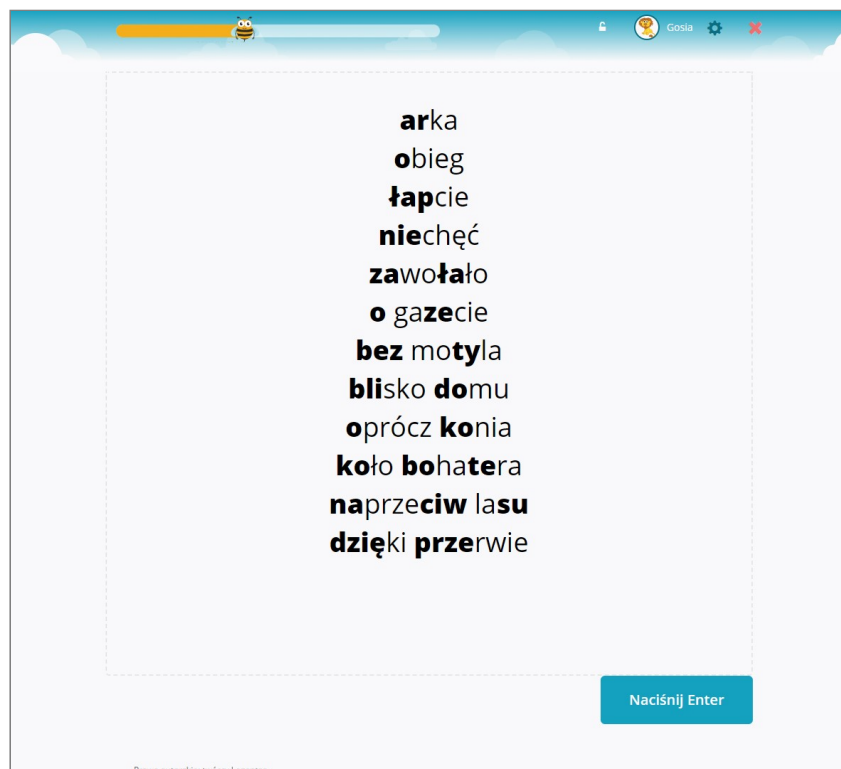 Gosia
arka
obieg
łapcie
niechęć
zawołało
o gazecie
bez motyla
blisko domu
oprócz konia
koło bohatera
naprzeciw lasu
dzięki przerwie
Naciśnij Enter